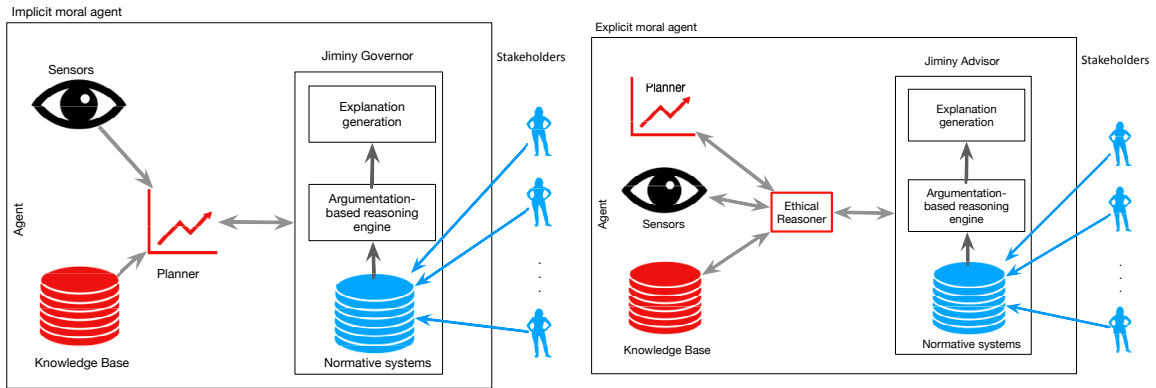 Implicit moral agent
Jiminy Governor
Stakeholders
Sensors
Explanation
generation
Argumentation-
based reasoning
engine
Agent
Planner
Knowledge Base
Normative systems
.
.
.
Explicit moral agent
Jiminy Advisor
Stakeholders
Planner
Explanation
generation
Sensors
Ethical
Reasoner
Argumentation-
based reasoning
engine
Agent
Knowledge Base
Normative systems
.
.
.